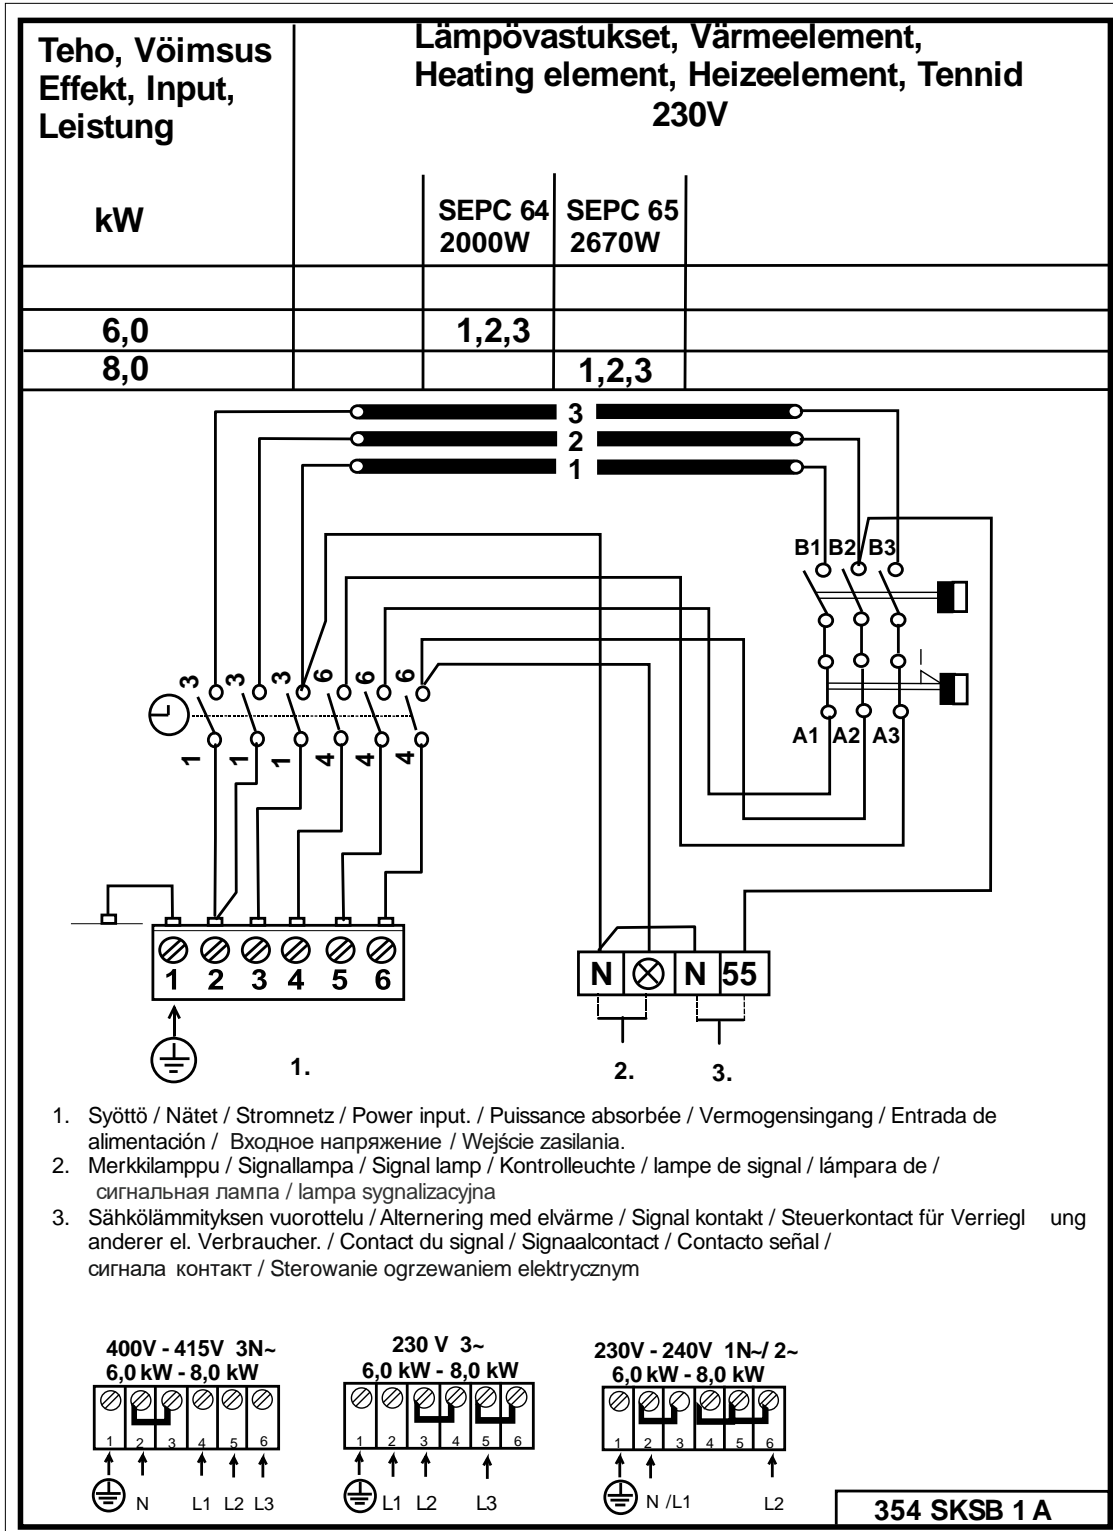 Teho, Vöimsus
Effekt, Input,
Leistung
Lämpövastukset, Värmeelement,
Heating element, Heizeelement, Tennid
230V
kW
SEPC 64
2000W
SEPC 65
2670W
6,0 1,2,3
8,0 1,2,3
3
2
1
B1 B2 B3
3 3 3 6 6 6
1 1 1 4 4 4
A1 A2 A3
1 2 3 4 5 6
N N 55
1. 2. 3.
1. Syöttö / Nätet / Stromnetz / Power input. / Puissance absorbée / Vermogensingang / Entrada de
alimentación / Входное напряжение / Wejście zasilania.
2. Merkkilamppu / Signallampa / Signal lamp / Kontrolleuchte / lampe de signal / lámpara de /
сигнальная лампа / lampa sygnalizacyjna
3. Sähkölämmityksen vuorottelu / Alternering med elvärme / Signal kontakt / Steuerkontact für Verriegl ung
anderer el. Verbraucher. / Contact du signal / Signaalcontact / Contacto señal /
сигнала контакт / Sterowanie ogrzewaniem elektrycznym
400V - 415V 3N~
6,0 kW - 8,0 kW
1 2 3 4 5 6
N L1 L2 L3
230 V 3~
6,0 kW - 8,0 kW
1 2 3 4 5 6
L1 L2 L3
230V - 240V 1N~/ 2~
6,0 kW - 8,0 kW
1 2 3 4 5 6
N /L1 L2
354 SKSB 1 A